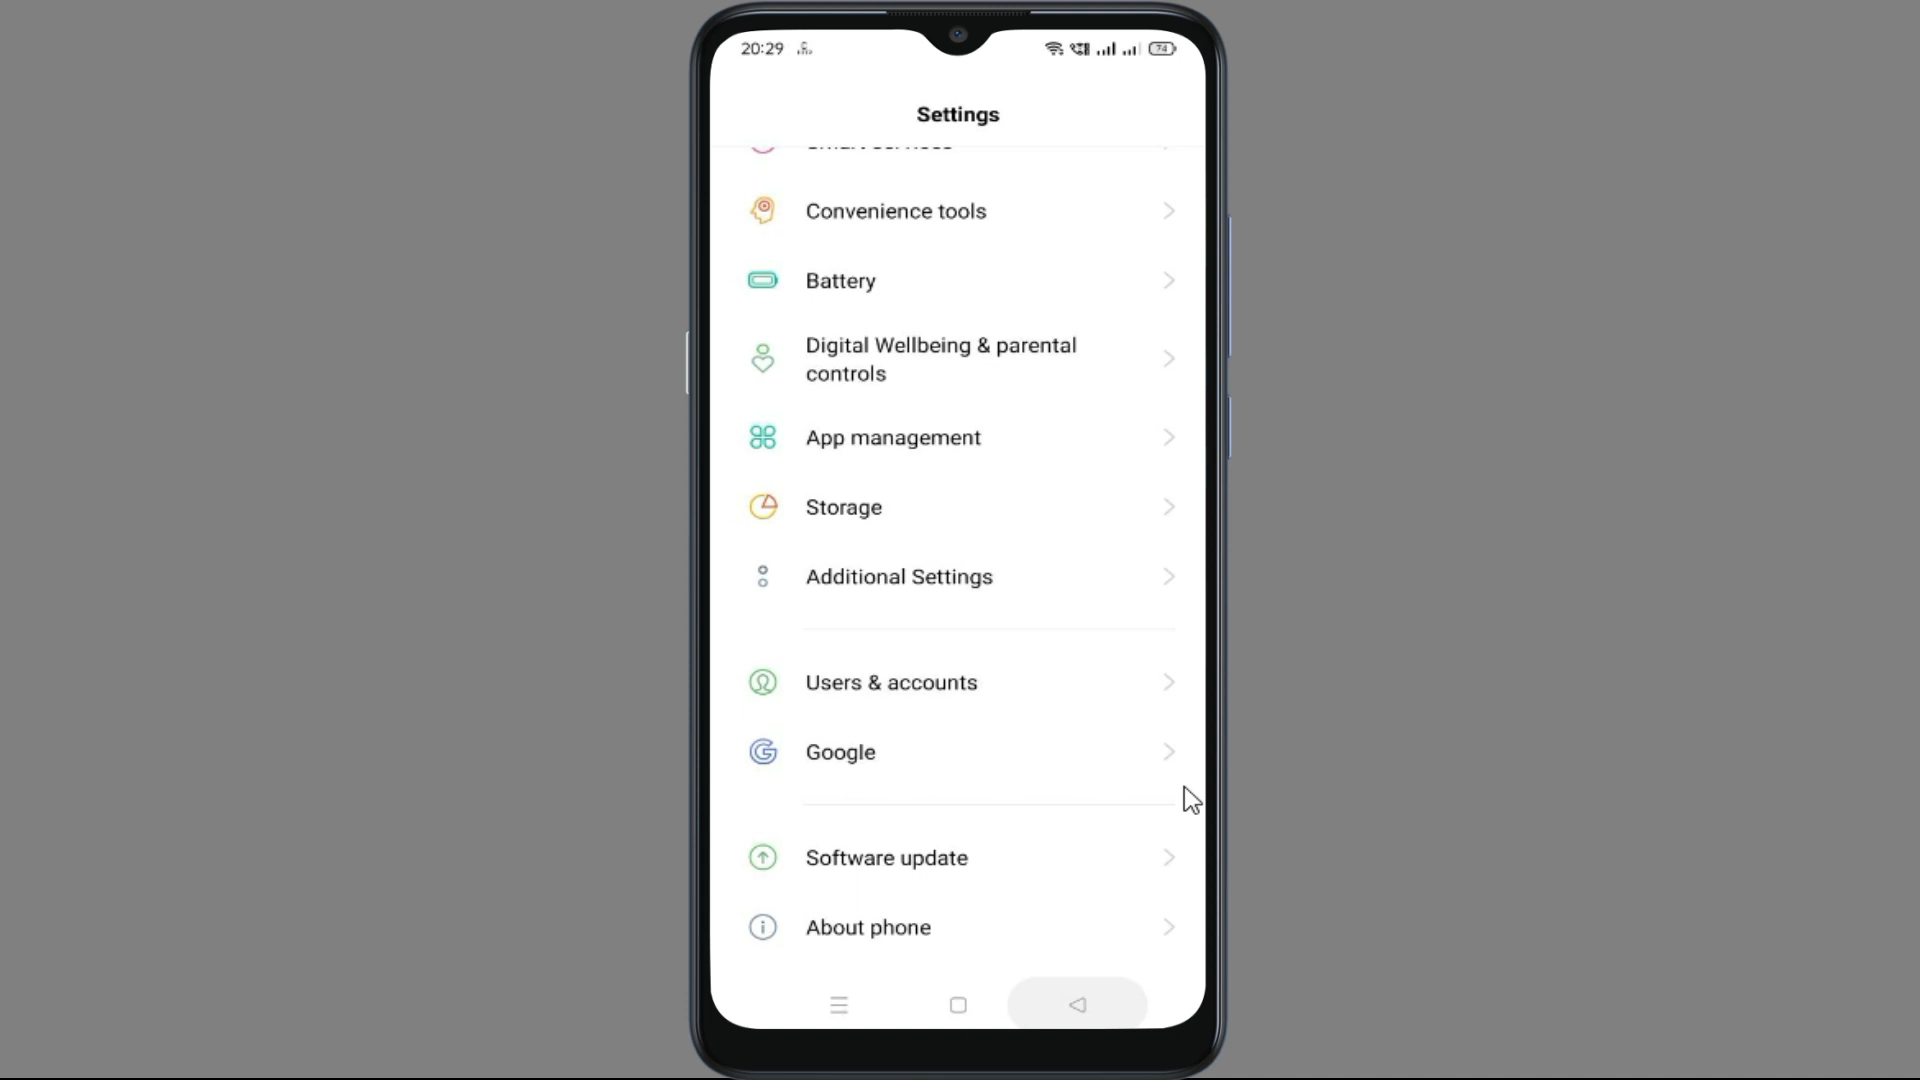 20:29
74
Settings
Convenience tools
Battery
Digital Wellbeing & parental
controls
App management
Storage
Additional Settings
Users & accounts
Google
Software update
About phone